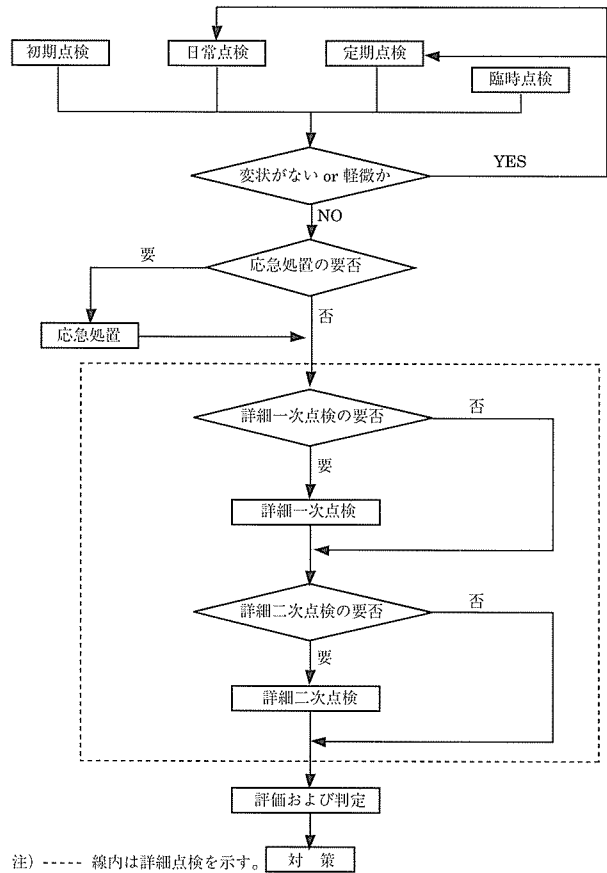 初期点検
日常点検
定期点検
臨時点検
変状がない or 軽微か
YES
NO
応急処置の要否
要
応急処置
否
詳細一次点検の要否
否
要
詳細一次点検
詳細二次点検の要否
否
要
詳細二次点検
評価および判定
対 策
注) ----- 線内は詳細点検を示す。